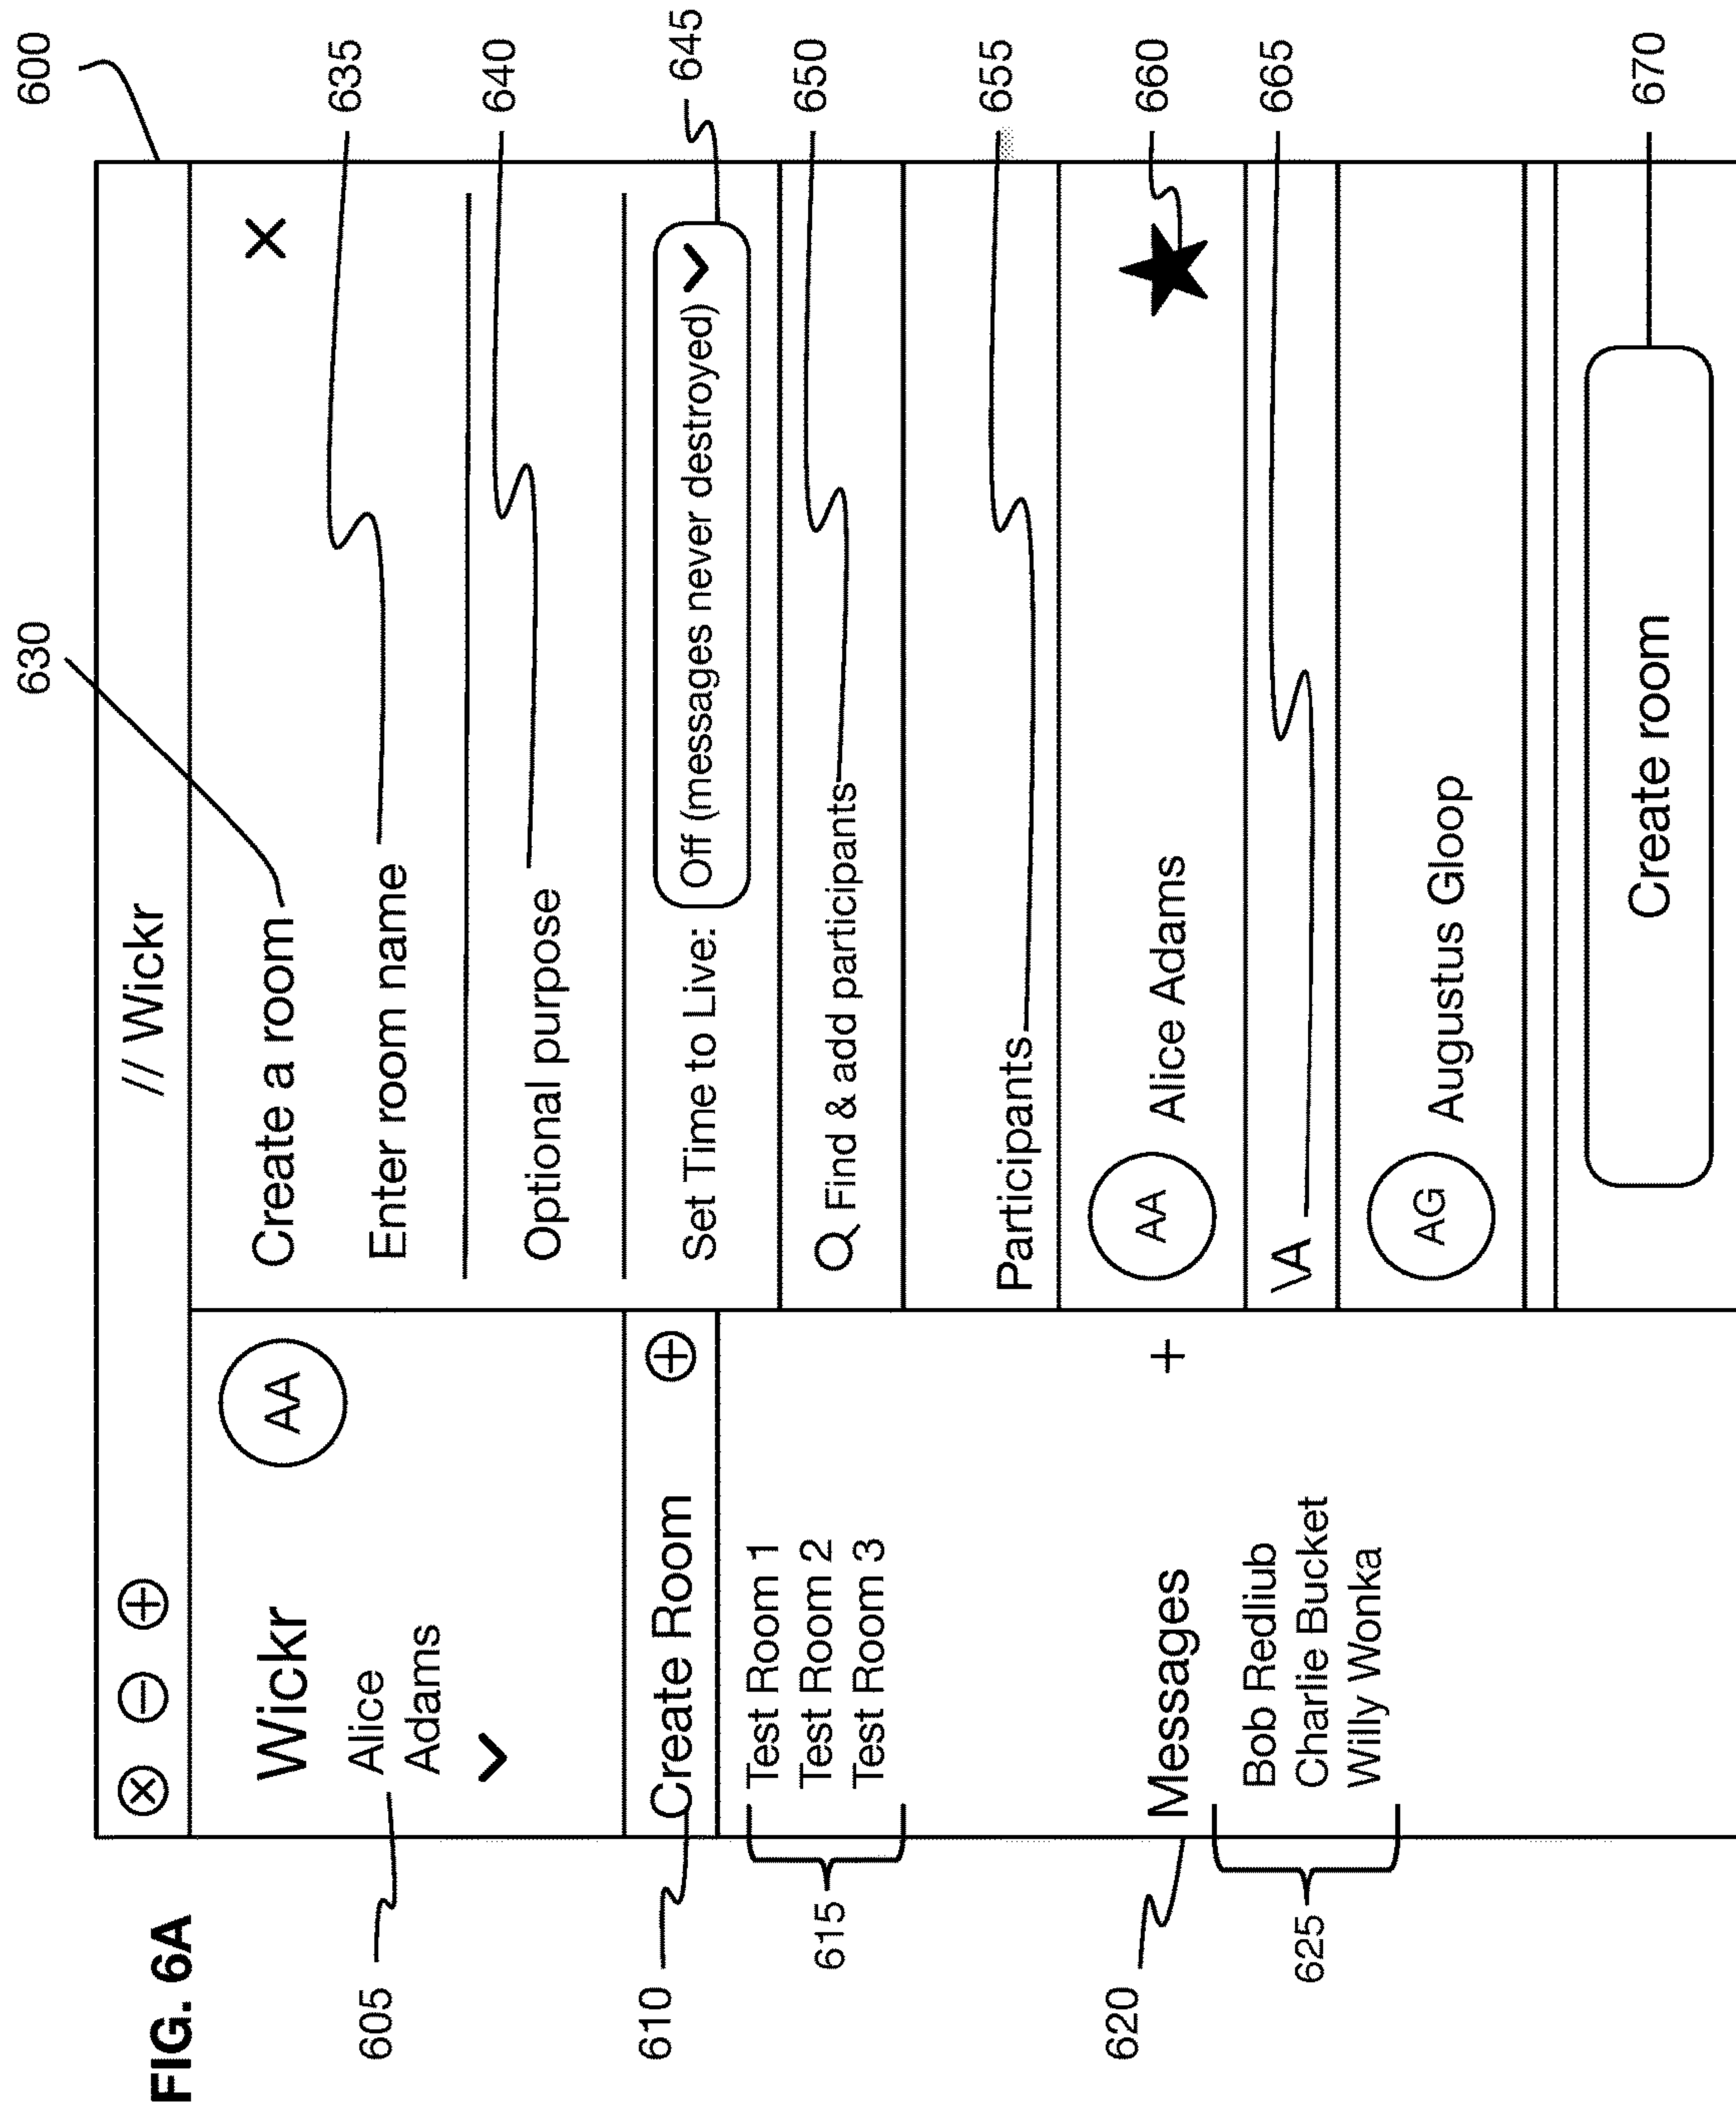 FIG. 6A
600
// Wickr
605
Wickr
AA
Alice
Adams
610
Create Room
615
Test Room 1
Test Room 2
Test Room 3
620
Messages
+
625
Bob Redliub
Charlie Bucket
Willy Wonka
630
Create a room
X
Enter room name
635
Optional purpose
640
Set Time to Live:
Off (messages never destroyed)
645
Find & add participants
650
Participants
655
AA
Alice Adams
★
660
\A
665
AG
Augustus Gloop
Create room
670